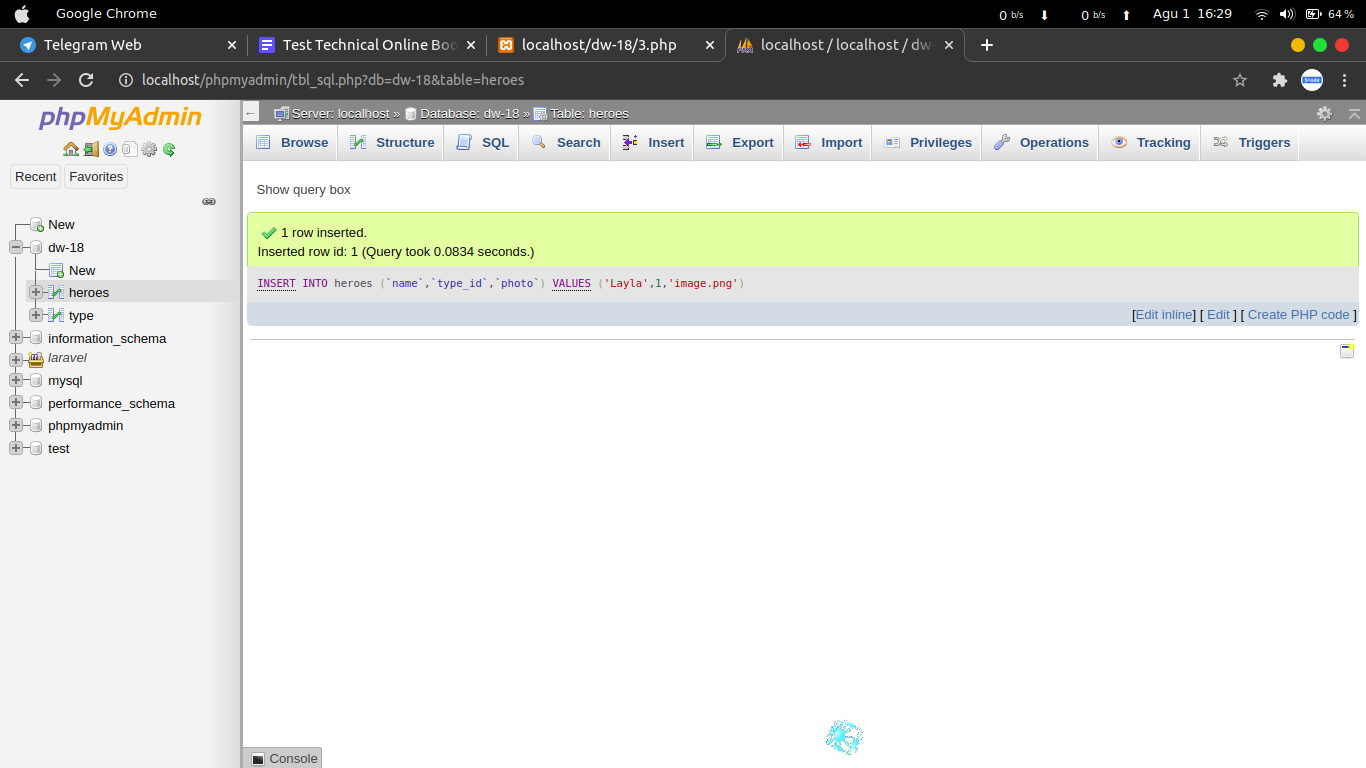 Google Chrome
0 b/s ⬇ 0 b/s ⬆ Agu 1 16:29 64 %
Telegram Web
Test Technical Online Boo
localhost/dw-18/3.php
localhost / localhost / dw-
localhost/phpmyadmin/tbl_sql.php?db=dw-18&table=heroes
phpMyAdmin
Recent Favorites
New
dw-18
New
heroes
type
information_schema
laravel
mysql
performance_schema
phpmyadmin
test
Server: localhost » Database: dw-18 » Table: heroes
Browse Structure SQL Search Insert Export Import Privileges Operations Tracking Triggers
Show query box
1 row inserted.
Inserted row id: 1 (Query took 0.0834 seconds.)
INSERT INTO heroes (`name`,`type_id`,`photo`) VALUES ('Layla',1,'image.png')
[Edit inline] [ Edit ] [ Create PHP code ]
Console